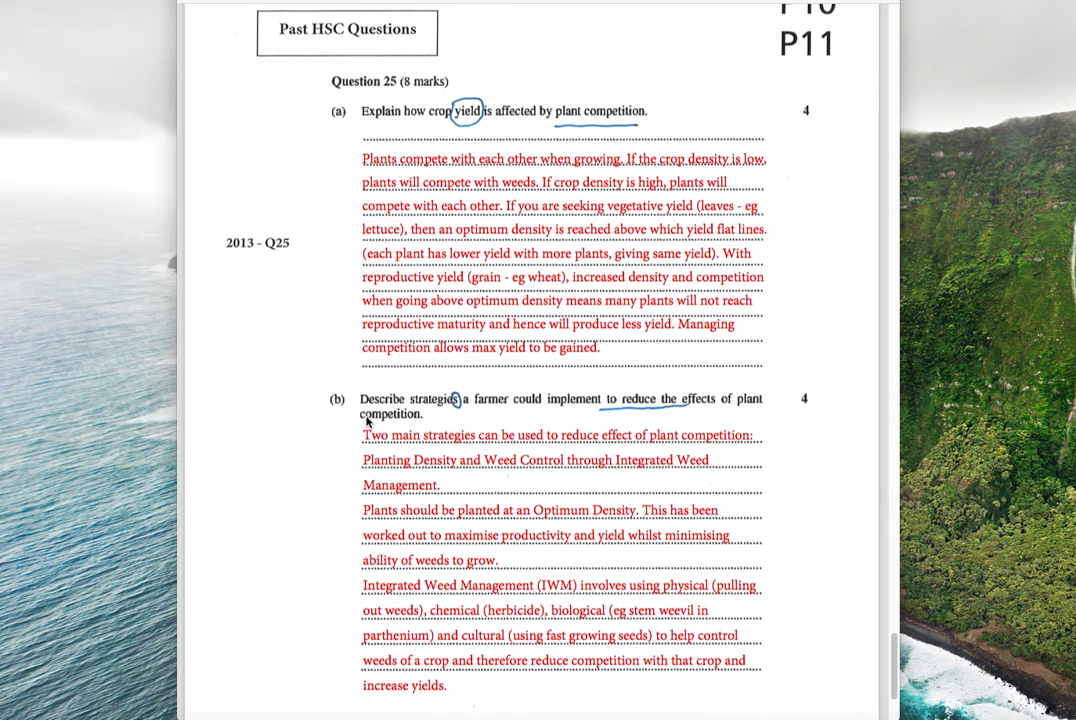 Past HSC Questions
P10
P11
Question 25 (8 marks)
(a) Explain how crop yield is affected by plant competition. 4
Plants compete with each other when growing. If the crop density is low,
plants will compete with weeds. If crop density is high, plants will
compete with each other. If you are seeking vegetative yield (leaves - eg
lettuce), then an optimum density is reached above which yield flat lines.
2013 - Q25
(each plant has lower yield with more plants, giving same yield). With
reproductive yield (grain - eg wheat), increased density and competition
when going above optimum density means many plants will not reach
reproductive maturity and hence will produce less yield. Managing
competition allows max yield to be gained.
(b) Describe strategies a farmer could implement to reduce the effects of plant 4
competition.
Two main strategies can be used to reduce effect of plant competition:
Planting Density and Weed Control through Integrated Weed
Management.
Plants should be planted at an Optimum Density. This has been
worked out to maximise productivity and yield whilst minimising
ability of weeds to grow.
Integrated Weed Management (IWM) involves using physical (pulling
out weeds), chemical (herbicide), biological (eg stem weevil in
parthenium) and cultural (using fast growing seeds) to help control
weeds of a crop and therefore reduce competition with that crop and
increase yields.